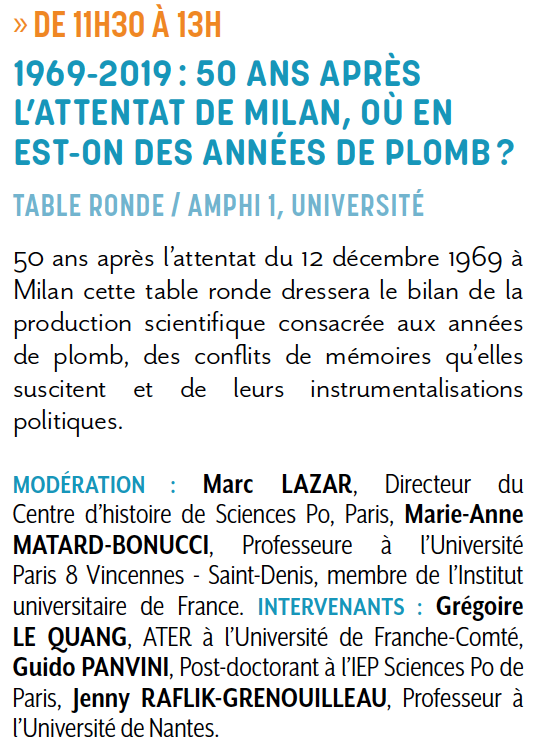 » DE 11H30 À 13H
1969-2019 : 50 ANS APRÈS
L'ATTENTAT DE MILAN, OÙ EN
EST-ON DES ANNÉES DE PLOMB ?
TABLE RONDE / AMPHI 1, UNIVERSITÉ
50 ans après l'attentat du 12 décembre 1969 à
Milan cette table ronde dressera le bilan de la
production scientifique consacrée aux années
de plomb, des conflits de mémoires qu'elles
suscitent et de leurs instrumentalisations
politiques.
MODÉRATION : Marc LAZAR, Directeur du
Centre d'histoire de Sciences Po, Paris, Marie-Anne
MATARD-BONUCCI, Professeure à l'Université
Paris 8 Vincennes - Saint-Denis, membre de l'Institut
universitaire de France. INTERVENANTS : Grégoire
LE QUANG, ATER à l'Université de Franche-Comté,
Guido PANVINI, Post-doctorant à l'IEP Sciences Po de
Paris, Jenny RAFLIK-GRENOUILLEAU, Professeur à
l'Université de Nantes.